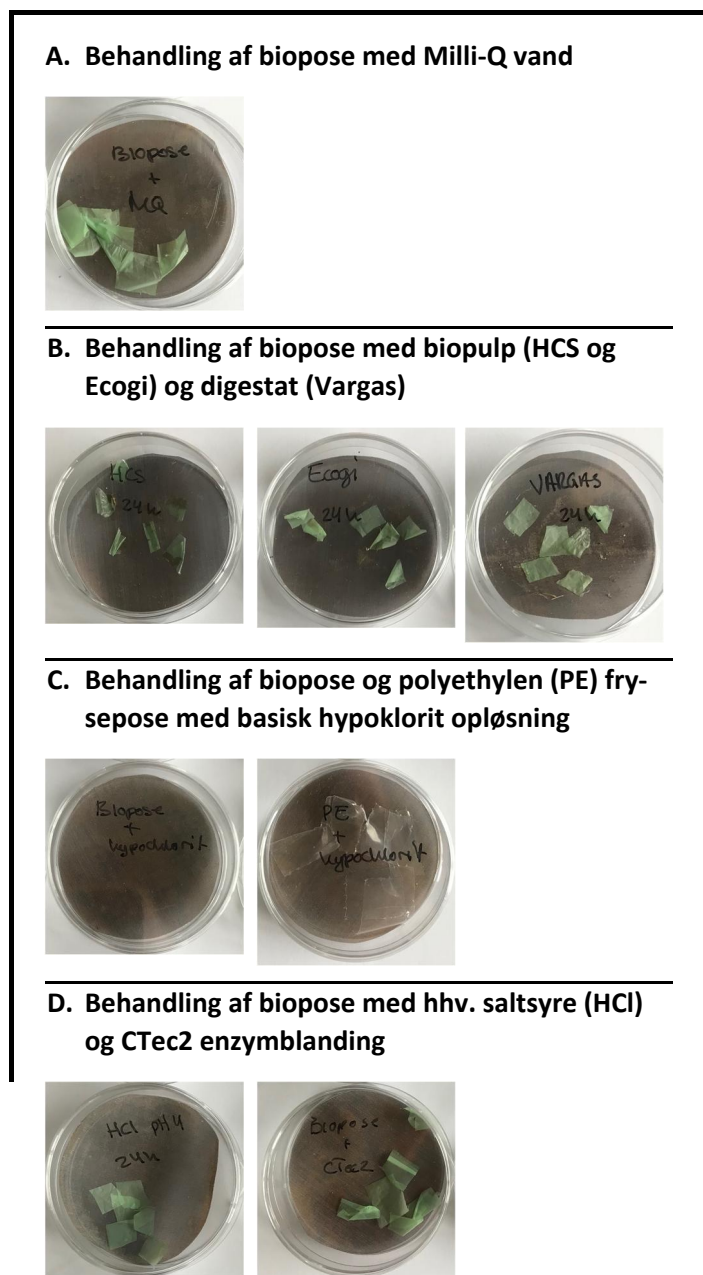 A. Behandling af biopose med Milli-Q vand
Biopose
+
MQ
B. Behandling af biopose med biopulp (HCS og
Ecogi) og digestat (Vargas)
HCS
24h
Ecogi
24h
VARGAS
24h
C. Behandling af biopose og polyethylen (PE) fry-
sepose med basisk hypoklorit opløsning
Biopose
+
hypochlorit
PE
+
hypochlorit
D. Behandling af biopose med hhv. saltsyre (HCl)
og CTec2 enzymblanding
HCl pH4
24h
Biopose
+
CTec2